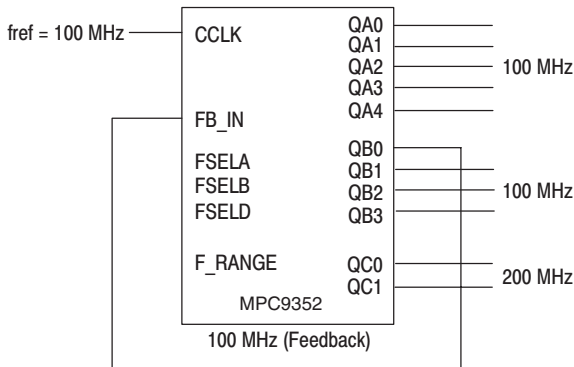 fref = 100 MHz
CCLK
QA0
QA1
QA2
100 MHz
QA3
QA4
FB_IN
QB0
FSELA
QB1
FSELB
QB2
100 MHz
FSELD
QB3
F_RANGE
QC0
200 MHz
QC1
MPC9352
100 MHz (Feedback)